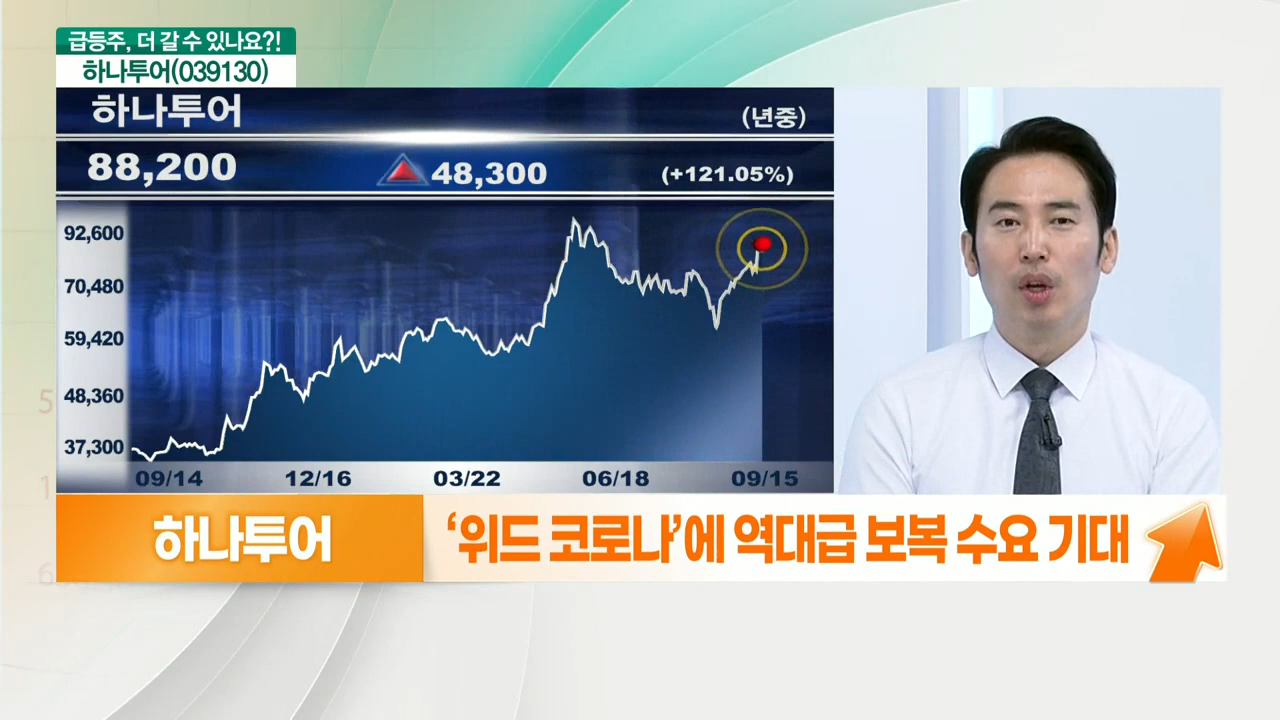 급등주, 더 갈 수 있나요?!
하나투어(039130)
하나투어 (년중)
88,200 48,300 (+121.05%)
92,600
70,480
59,420
48,360
37,300
09/14 12/16 03/22 06/18 09/15
하나투어
‘위드 코로나’에 역대급 보복 수요 기대
5
1
6